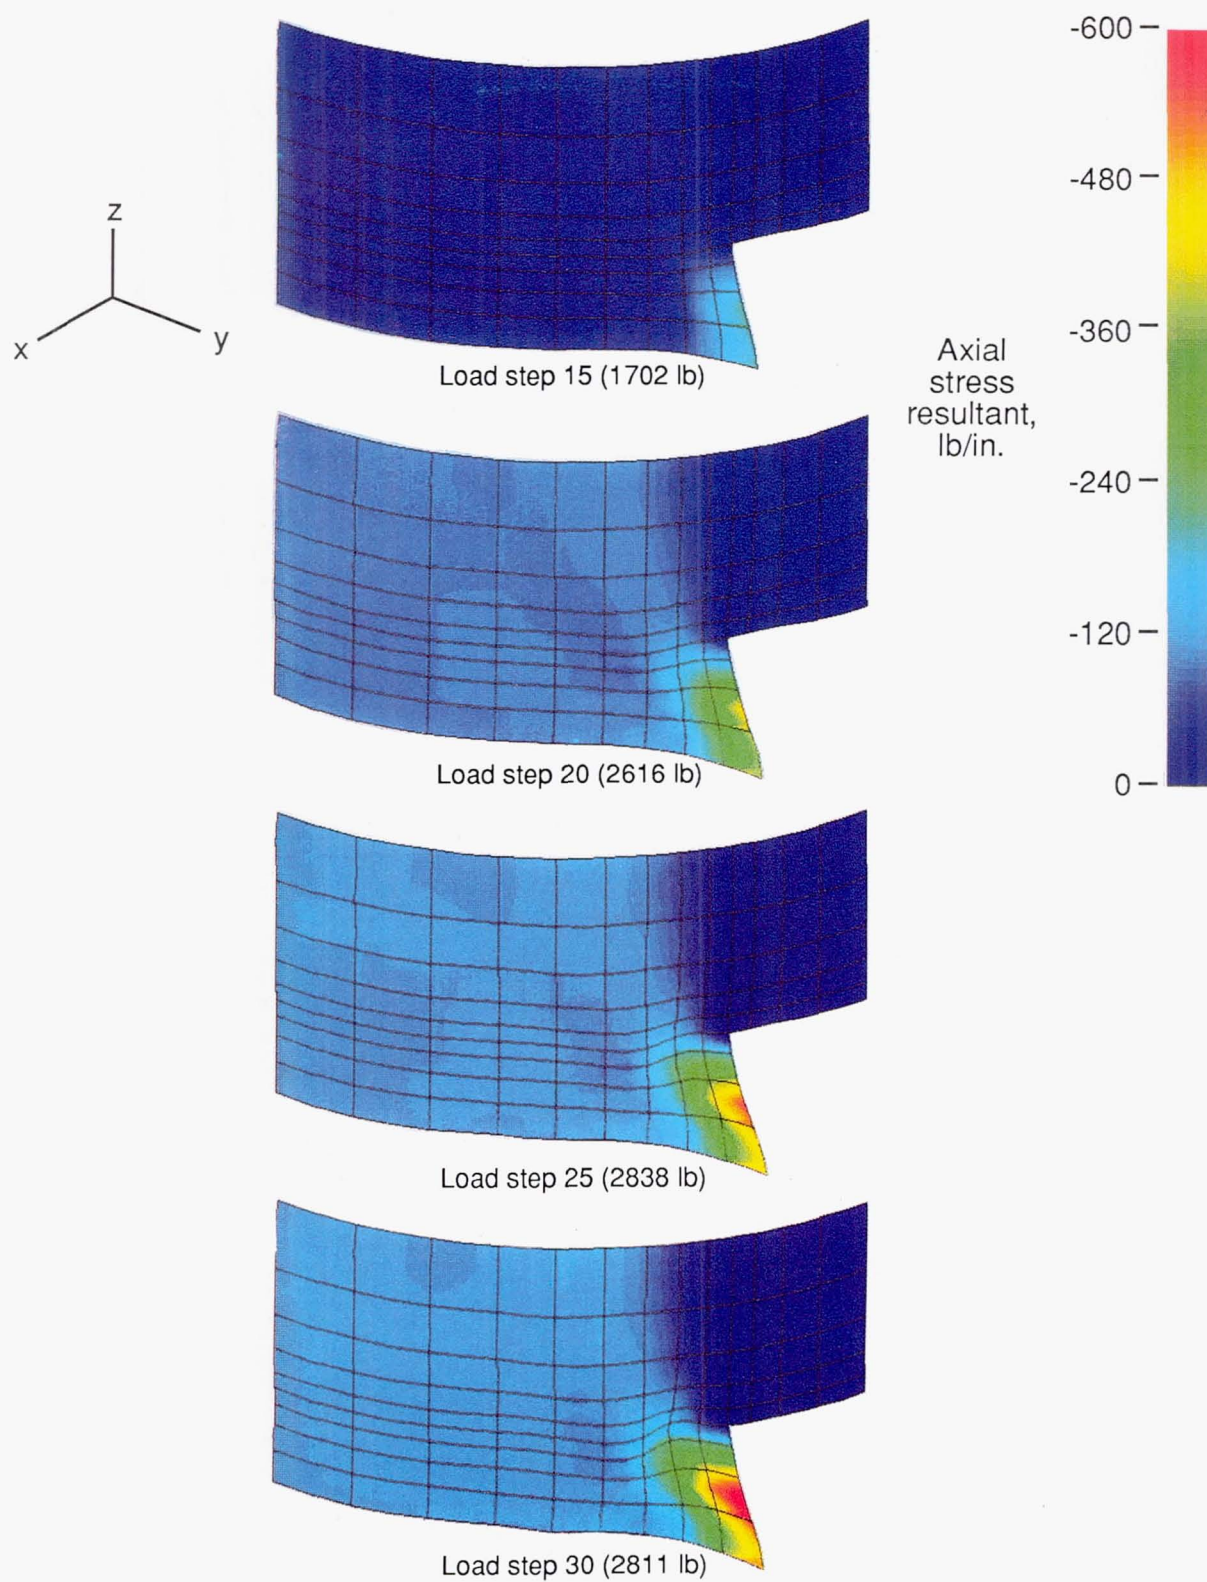 z
x
y
Load step 15 (1702 lb)
Load step 20 (2616 lb)
Load step 25 (2838 lb)
Load step 30 (2811 lb)
Axial
stress
resultant,
lb/in.
-600
-480
-360
-240
-120
0